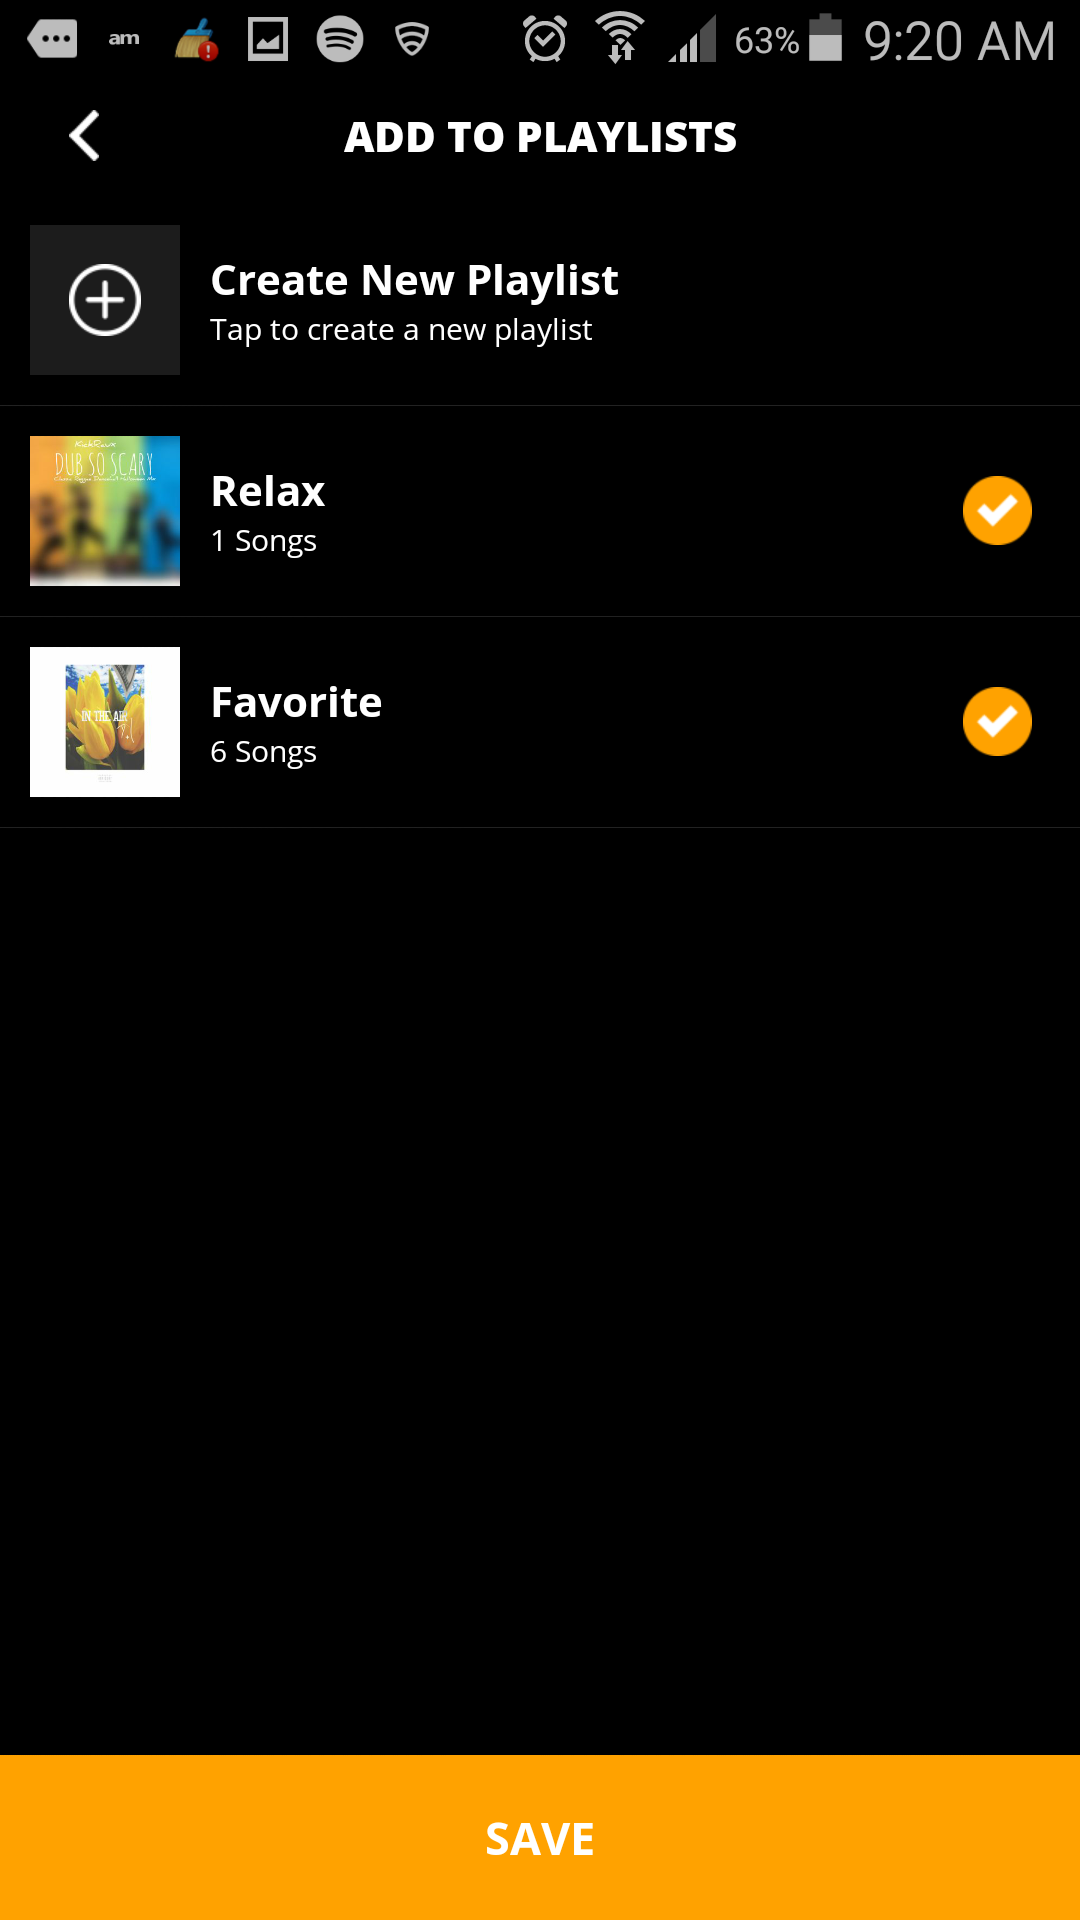 am 63% 9:20 AM
ADD TO PLAYLISTS
Create New Playlist
Tap to create a new playlist
KickRaux
DUB SO SCARY
Relax
1 Songs
IN THE AIR
Favorite
6 Songs
SAVE